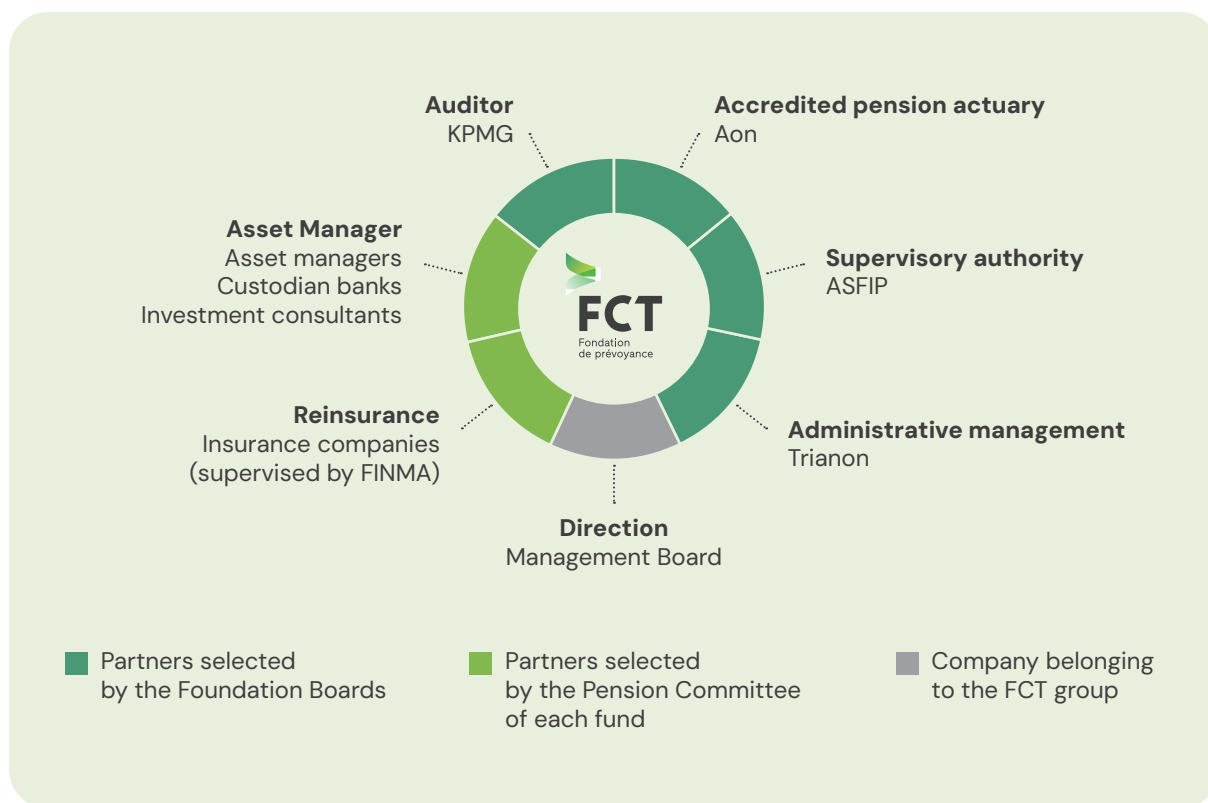 Auditor
KPMG
Accredited pension actuary
Aon
Asset Manager
Asset managers
Custodian banks
Investment consultants
Supervisory authority
ASFIP
FCT
Fondation
de prévoyance
Reinsurance
Insurance companies
(supervised by FINMA)
Administrative management
Trianon
Direction
Management Board
Partners selected
by the Foundation Boards
Partners selected
by the Pension Committee
of each fund
Company belonging
to the FCT group